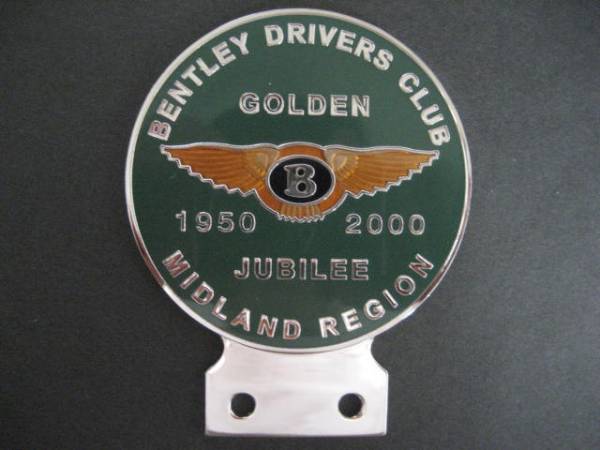 BENTLEY DRIVERS CLUB
GOLDEN
B
1950 2000
JUBILEE
MIDLAND REGION